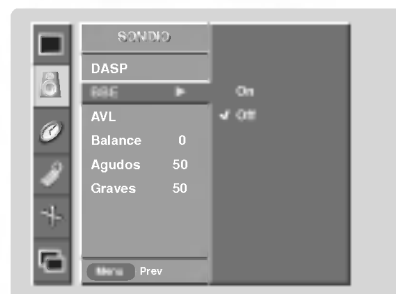 SONIDO
DASP
BBE
On
AVL
Off
Balance 0
Agudos 50
Graves 50
Menu Prev